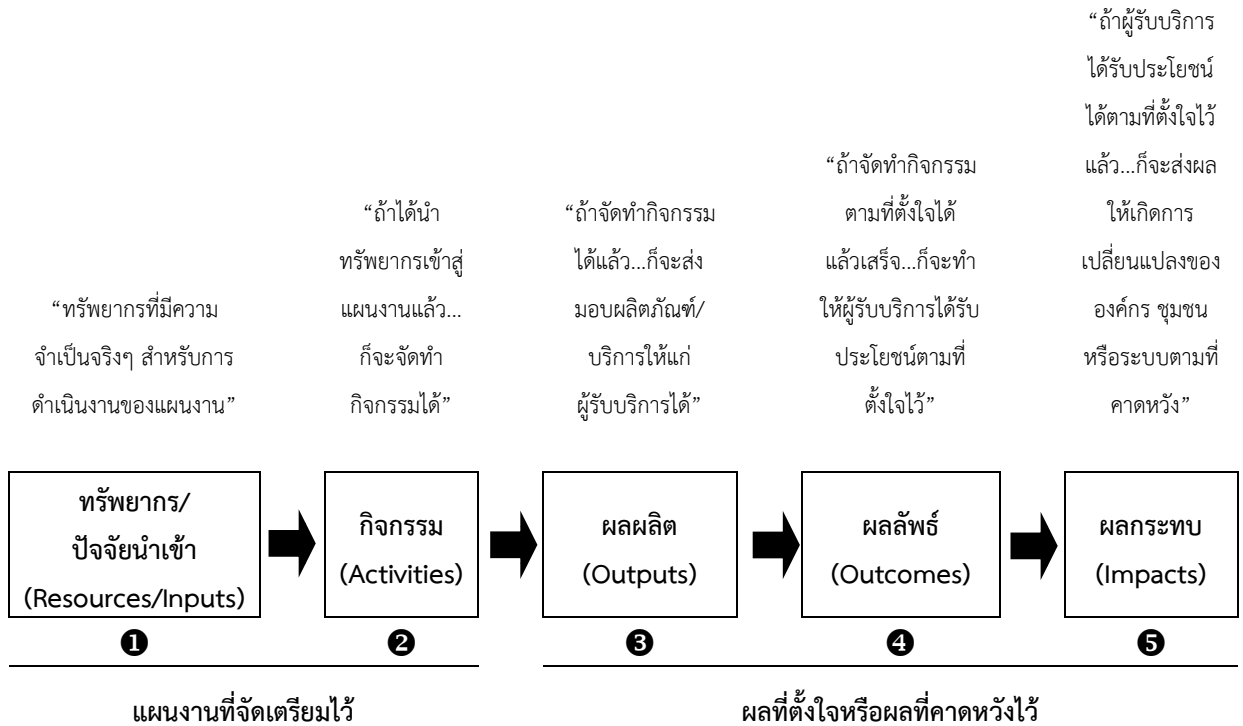 “ทรัพยากรที่มีความ
จำเป็นจริงๆ สำหรับการ
ดำเนินงานของแผนงาน”
“ถ้าได้นำ
ทรัพยากรเข้าสู่
แผนงานแล้ว...
ก็จะจัดทำ
กิจกรรมได้”
“ถ้าจัดทำกิจกรรม
ได้แล้ว...ก็จะส่ง
มอบผลิตภัณฑ์/
บริการให้แก่
ผู้รับบริการได้”
“ถ้าจัดทำกิจกรรม
ตามที่ตั้งใจได้
แล้วเสร็จ...ก็จะทำ
ให้ผู้รับบริการได้รับ
ประโยชน์ตามที่
ตั้งใจไว้”
“ถ้าผู้รับบริการ
ได้รับประโยชน์
ได้ตามที่ตั้งใจไว้
แล้ว...ก็จะส่งผล
ให้เกิดการ
เปลี่ยนแปลงของ
องค์กร ชุมชน
หรือระบบตามที่
คาดหวัง”
ทรัพยากร/
ปัจจัยนำเข้า
(Resources/Inputs)
กิจกรรม
(Activities)
ผลผลิต
(Outputs)
ผลลัพธ์
(Outcomes)
ผลกระทบ
(Impacts)
❶
❷
❸
❹
❺
แผนงานที่จัดเตรียมไว้
ผลที่ตั้งใจหรือผลที่คาดหวังไว้